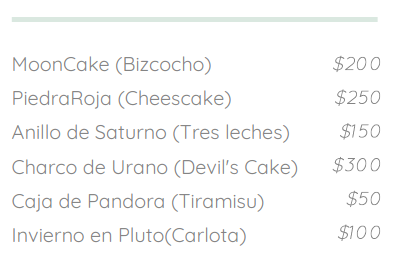 MoonCake (Bizcocho) $200
PiedraRoja (Cheescake) $250
Anillo de Saturno (Tres leches) $150
Charco de Urano (Devil's Cake) $300
Caja de Pandora (Tiramisu) $50
Invierno en Pluto(Carlota) $100